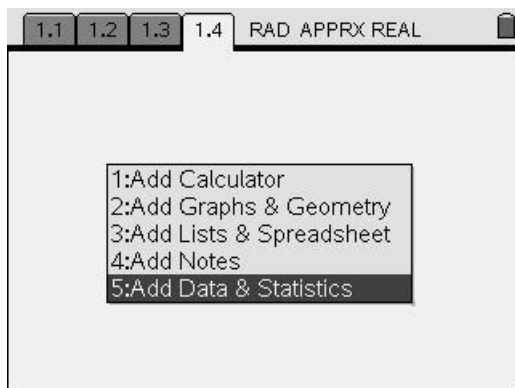 1.1 1.2 1.3 1.4 RAD APPRX REAL
1:Add Calculator
2:Add Graphs & Geometry
3:Add Lists & Spreadsheet
4:Add Notes
5:Add Data & Statistics